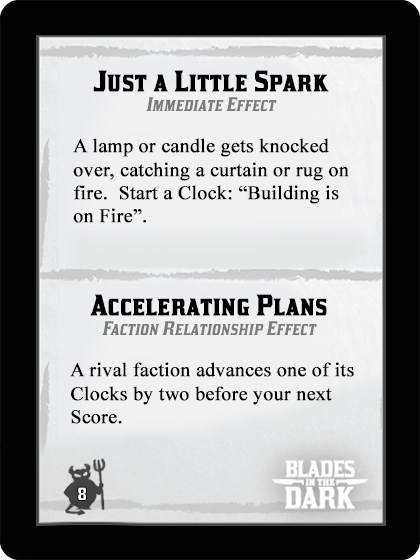 Just a Little Spark
Immediate Effect
A lamp or candle gets knocked
over, catching a curtain or rug on
fire.  Start a Clock: “Building is
on Fire”.
Accelerating Plans
Faction Relationship Effect
A rival faction advances one of its
Clocks by two before your next
Score.
8
BLADES
IN THE
DARK